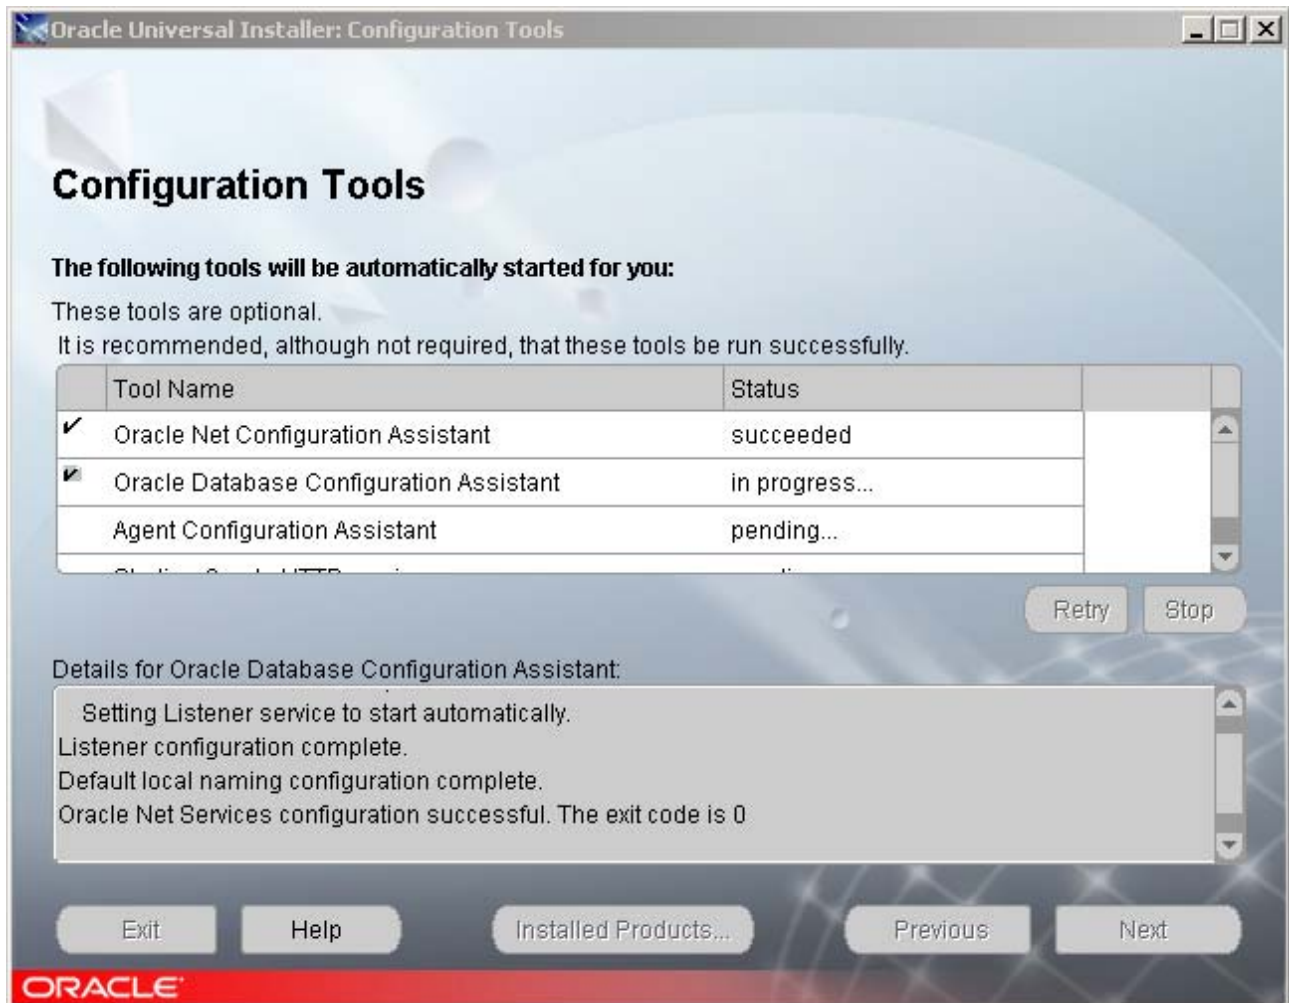 Oracle Universal Installer: Configuration Tools
Configuration Tools
The following tools will be automatically started for you:
These tools are optional.
It is recommended, although not required, that these tools be run successfully.
Tool Name Status
Oracle Net Configuration Assistant succeeded
Oracle Database Configuration Assistant in progress...
Agent Configuration Assistant pending...
Retry Stop
Details for Oracle Database Configuration Assistant:
Setting Listener service to start automatically.
Listener configuration complete.
Default local naming configuration complete.
Oracle Net Services configuration successful. The exit code is 0
Exit Help Installed Products... Previous Next
ORACLE